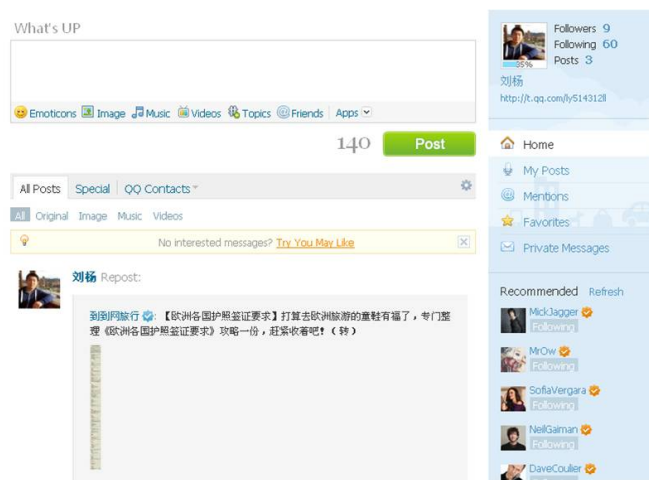 What's UP
Emoticons Image Music Videos Topics Friends Apps
140 Post
All Posts Special QQ Contacts
All Original Image Music Videos
No interested messages? Try You May Like
刘杨 Repost:
到到网旅行: 【欧洲各国护照签证要求】打算去欧洲旅游的童鞋有福了，专门整
理《欧洲各国护照签证要求》攻略一份，赶紧收着吧！(转)
Followers 9
Following 60
Posts 3
35%
刘杨
http://t.qq.com/ly514312ll
Home
My Posts
Mentions
Favorites
Private Messages
Recommended Refresh
MickJagger
Following
MrOw
Following
SofiaVergara
Following
NeilGaiman
Following
DaveCoulier